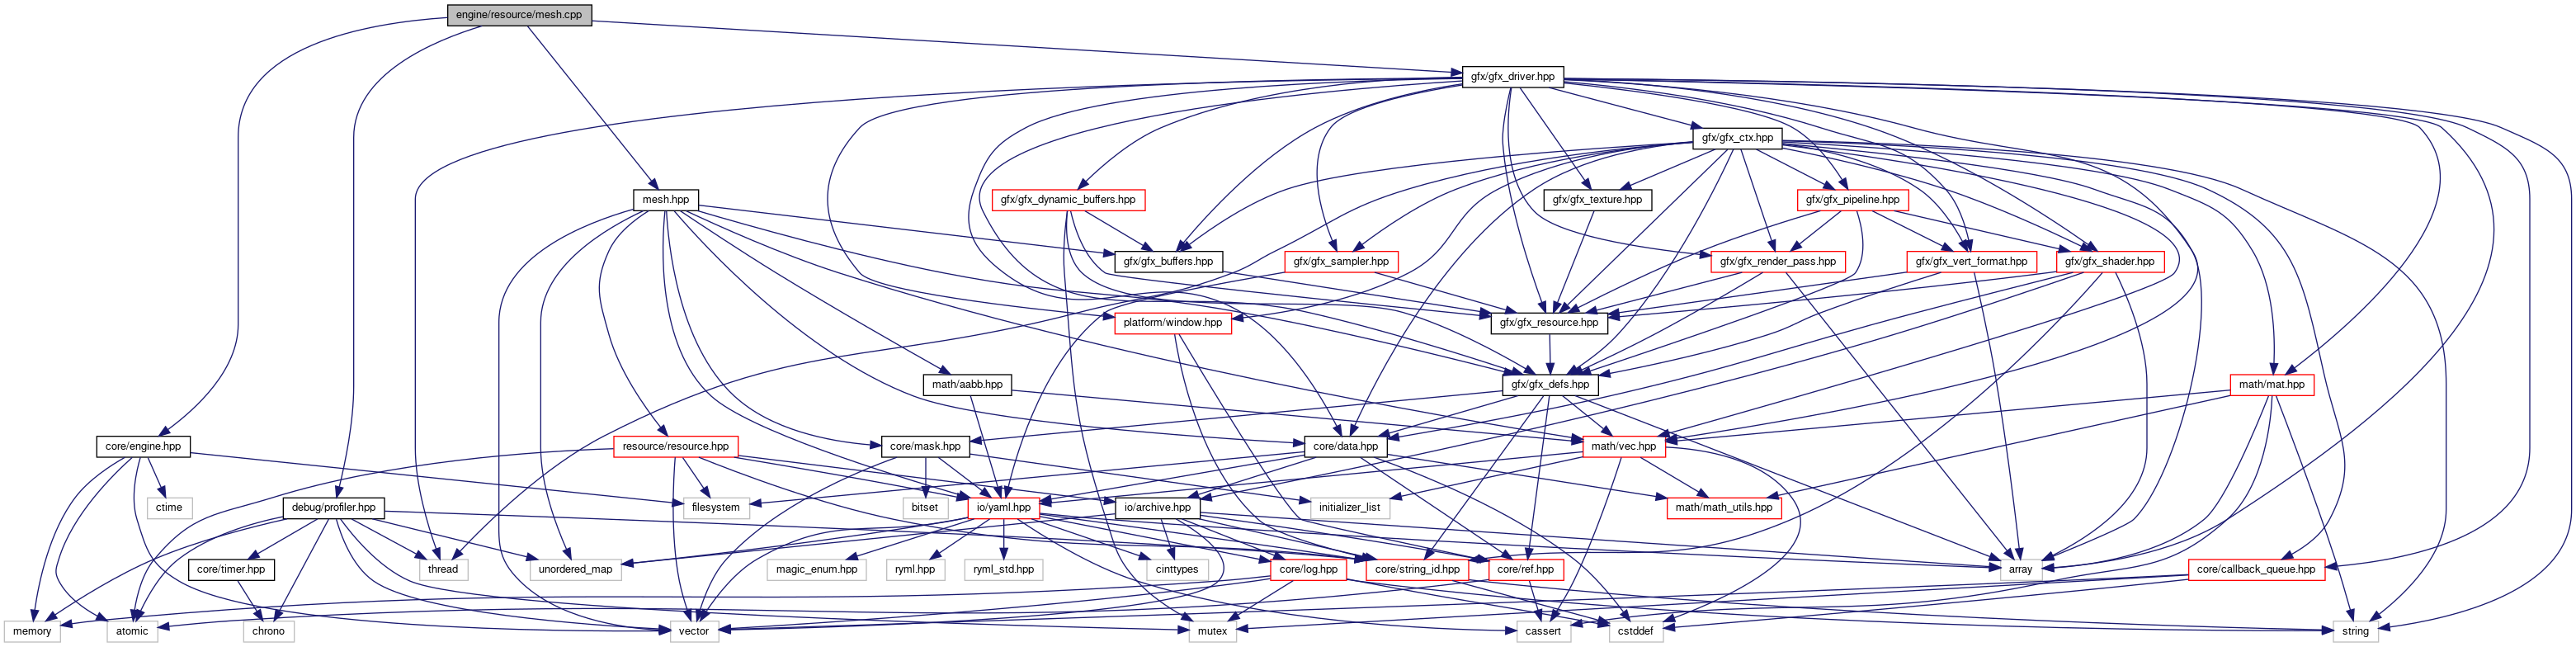 engine/resource/mesh.cpp
gfx/gfx_driver.hpp
gfx/gfx_ctx.hpp
mesh.hpp
gfx/gfx_dynamic_buffers.hpp
gfx/gfx_texture.hpp
gfx/gfx_pipeline.hpp
gfx/gfx_buffers.hpp
gfx/gfx_sampler.hpp
gfx/gfx_render_pass.hpp
gfx/gfx_vert_format.hpp
gfx/gfx_shader.hpp
platform/window.hpp
gfx/gfx_resource.hpp
math/aabb.hpp
gfx/gfx_defs.hpp
math/mat.hpp
core/engine.hpp
resource/resource.hpp
core/mask.hpp
core/data.hpp
math/vec.hpp
ctime
debug/profiler.hpp
filesystem
bitset
io/yaml.hpp
io/archive.hpp
initializer_list
math/math_utils.hpp
core/timer.hpp
thread
unordered_map
magic_enum.hpp
ryml.hpp
ryml_std.hpp
cinttypes
core/log.hpp
core/string_id.hpp
core/ref.hpp
array
core/callback_queue.hpp
memory
atomic
chrono
vector
mutex
cassert
cstddef
string